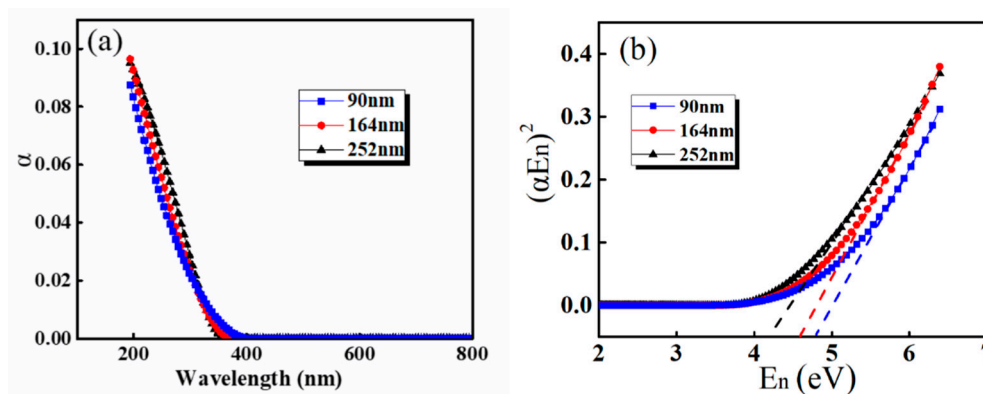 (a)
α
0.10
0.08
0.06
0.04
0.02
0.00
90nm
164nm
252nm
200
400
600
800
Wavelength (nm)
(b)
(αEn)²
0.4
0.3
0.2
0.1
0.0
90nm
164nm
252nm
2
3
4
5
6
7
En (eV)